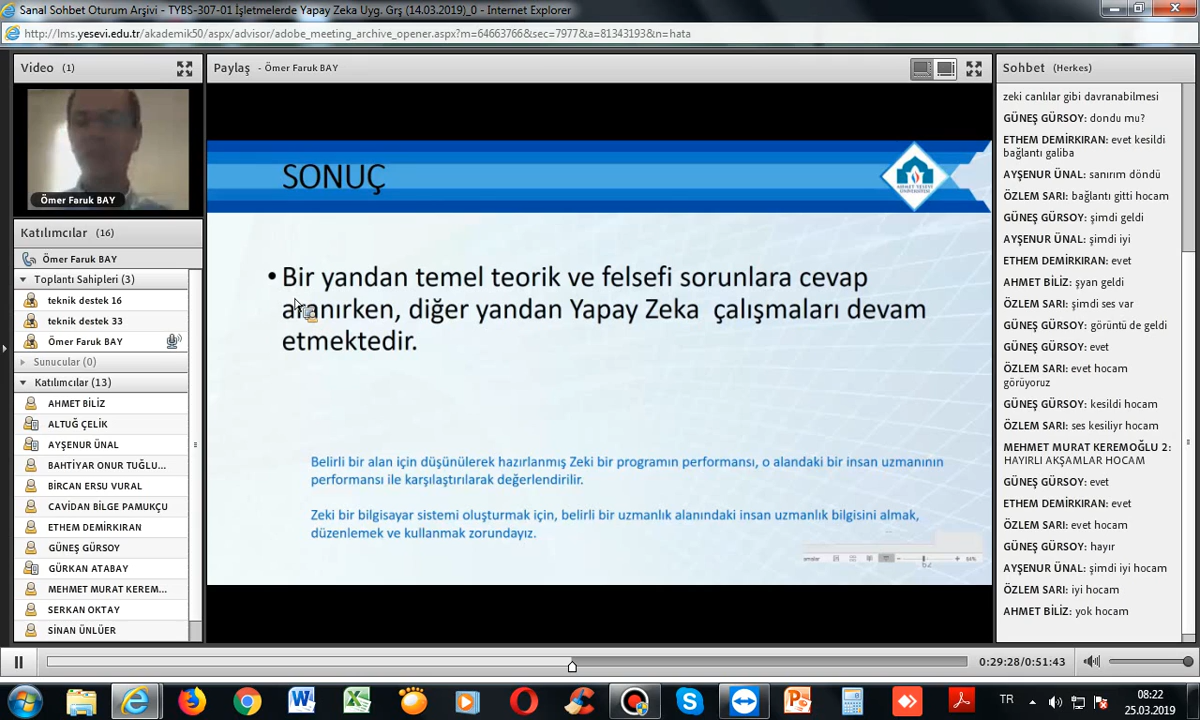 Sanal Sohbet Oturum Arşivi - TYBS-307-01 İşletmelerde Yapay Zeka Uyg. Grş (14.03.2019)_0 - Internet Explorer
http://lms.yesevi.edu.tr/akademik50/aspx/advisor/adobe_meeting_archive_opener.aspx?m=64663766&sec=7977&a=81343193&n=hata
Video (1)
Ömer Faruk BAY
Katılımcılar (16)
Ömer Faruk BAY
Toplantı Sahipleri (3)
teknik destek 16
teknik destek 33
Ömer Faruk BAY
Sunucular (0)
Katılımcılar (13)
AHMET BİLİZ
ALTUĞ ÇELİK
AYŞENUR ÜNAL
BAHTİYAR ONUR TUĞLU...
BİRCAN ERSU VURAL
CAVİDAN BİLGE PAMUKÇU
ETHEM DEMİRKIRAN
GÜNEŞ GÜRSOY
GÜRKAN ATABAY
MEHMET MURAT KEREM...
SERKAN OKTAY
SİNAN ÜNLÜER
Paylaş - Ömer Faruk BAY
SONUÇ
AHMET YESEVİ
ÜNİVERSİTESİ
• Bir yandan temel teorik ve felsefi sorunlara cevap
aranırken, diğer yandan Yapay Zeka çalışmaları devam
etmektedir.
Belirli bir alan için düşünülerek hazırlanmış Zeki bir programın performansı, o alandaki bir insan uzmanının
performansı ile karşılaştırılarak değerlendirilir.
Zeki bir bilgisayar sistemi oluşturmak için, belirli bir uzmanlık alanındaki insan uzmanlık bilgisini almak,
düzenlemek ve kullanmak zorundayız.
Sohbet (Herkes)
zeki canlılar gibi davranabilmesi
GÜNEŞ GÜRSOY: dondu mu?
ETHEM DEMİRKIRAN: evet kesildi
bağlantı galiba
AYŞENUR ÜNAL: sanırım döndü
ÖZLEM SARI: bağlantı gitti hocam
GÜNEŞ GÜRSOY: şimdi geldi
AYŞENUR ÜNAL: şimdi iyi
ETHEM DEMİRKIRAN: evet
AHMET BİLİZ: şyan geldi
ÖZLEM SARI: şimdi ses var
GÜNEŞ GÜRSOY: görüntü de geldi
GÜNEŞ GÜRSOY: evet
ÖZLEM SARI: evet hocam
görüyoruz
GÜNEŞ GÜRSOY: kesildi hocam
ÖZLEM SARI: ses kesiliyr hocam
MEHMET MURAT KEREMOĞLU 2:
HAYIRLI AKŞAMLAR HOCAM
GÜNEŞ GÜRSOY: evet
ETHEM DEMİRKIRAN: evet
ÖZLEM SARI: evet hocam
GÜNEŞ GÜRSOY: hayır
AYŞENUR ÜNAL: şimdi iyi hocam
ÖZLEM SARI: iyi hocam
AHMET BİLİZ: yok hocam
0:29:28/0:51:43
TR
08:22
25.03.2019